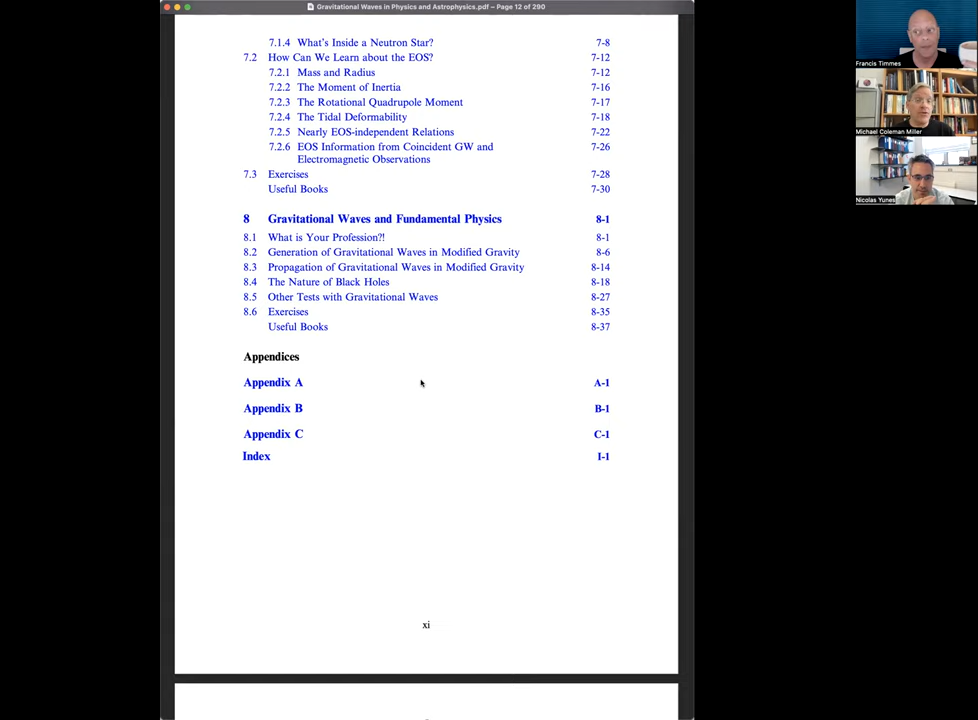 Gravitational Waves in Physics and Astrophysics.pdf – Page 12 of 290
7.1.4 What's Inside a Neutron Star? 7-8
7.2 How Can We Learn about the EOS? 7-12
7.2.1 Mass and Radius 7-12
7.2.2 The Moment of Inertia 7-16
7.2.3 The Rotational Quadrupole Moment 7-17
7.2.4 The Tidal Deformability 7-18
7.2.5 Nearly EOS-independent Relations 7-22
7.2.6 EOS Information from Coincident GW and 7-26
Electromagnetic Observations
7.3 Exercises 7-28
Useful Books 7-30
8 Gravitational Waves and Fundamental Physics 8-1
8.1 What is Your Profession?! 8-1
8.2 Generation of Gravitational Waves in Modified Gravity 8-6
8.3 Propagation of Gravitational Waves in Modified Gravity 8-14
8.4 The Nature of Black Holes 8-18
8.5 Other Tests with Gravitational Waves 8-27
8.6 Exercises 8-35
Useful Books 8-37
Appendices
Appendix A A-1
Appendix B B-1
Appendix C C-1
Index I-1
xi
Francis Timmes
Michael Coleman Miller
Nicolas Yunes